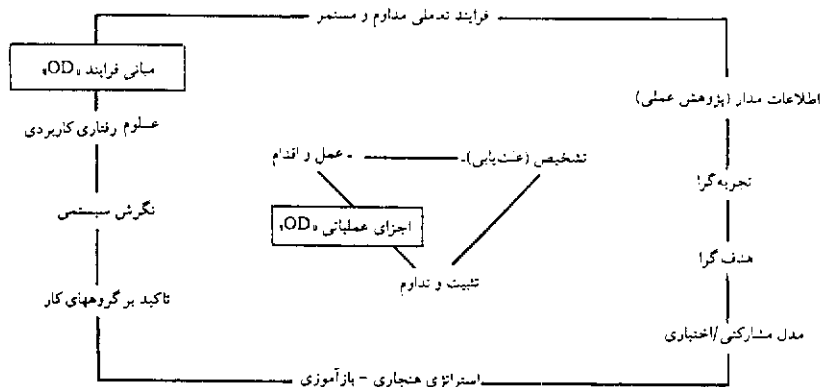 فرایند تعاملی مداوم و مستمر
مبانی فرایند «OD»
اطلاعات مدار (پژوهش عملی)
علوم رفتاری کاربردی
تشخیص (علت‌یابی)
عمل و اقدام
تجربه گرا
نگرش سیستمی
اجزای عملیاتی «OD»
هدف گرا
تثبیت و تداوم
تاکید بر گروههای کار
مدل مشارکتی/اختیاری
استراتژی هنجاری - بازآموزی